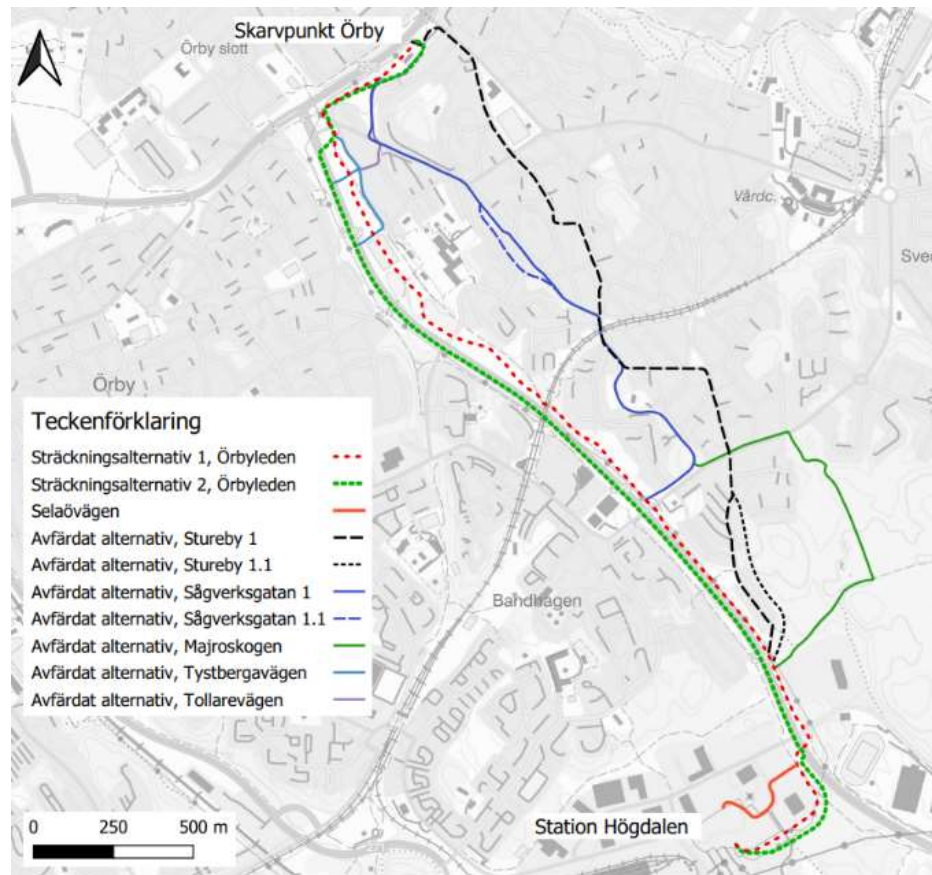 Skarvpunkt Örby
Örby slott
226
Vårdc.
Sve
Örby
Teckenförklaring
Sträckningsalternativ 1, Örbyleden
Sträckningsalternativ 2, Örbyleden
Selaövägen
Avfärdat alternativ, Stureby 1
Avfärdat alternativ, Stureby 1.1
Avfärdat alternativ, Sågverksgatan 1
Avfärdat alternativ, Sågverksgatan 1.1
Avfärdat alternativ, Majroskogen
Avfärdat alternativ, Tystbergavägen
Avfärdat alternativ, Tollarevägen
Bandhagen
0 250 500 m
Station Högdalen